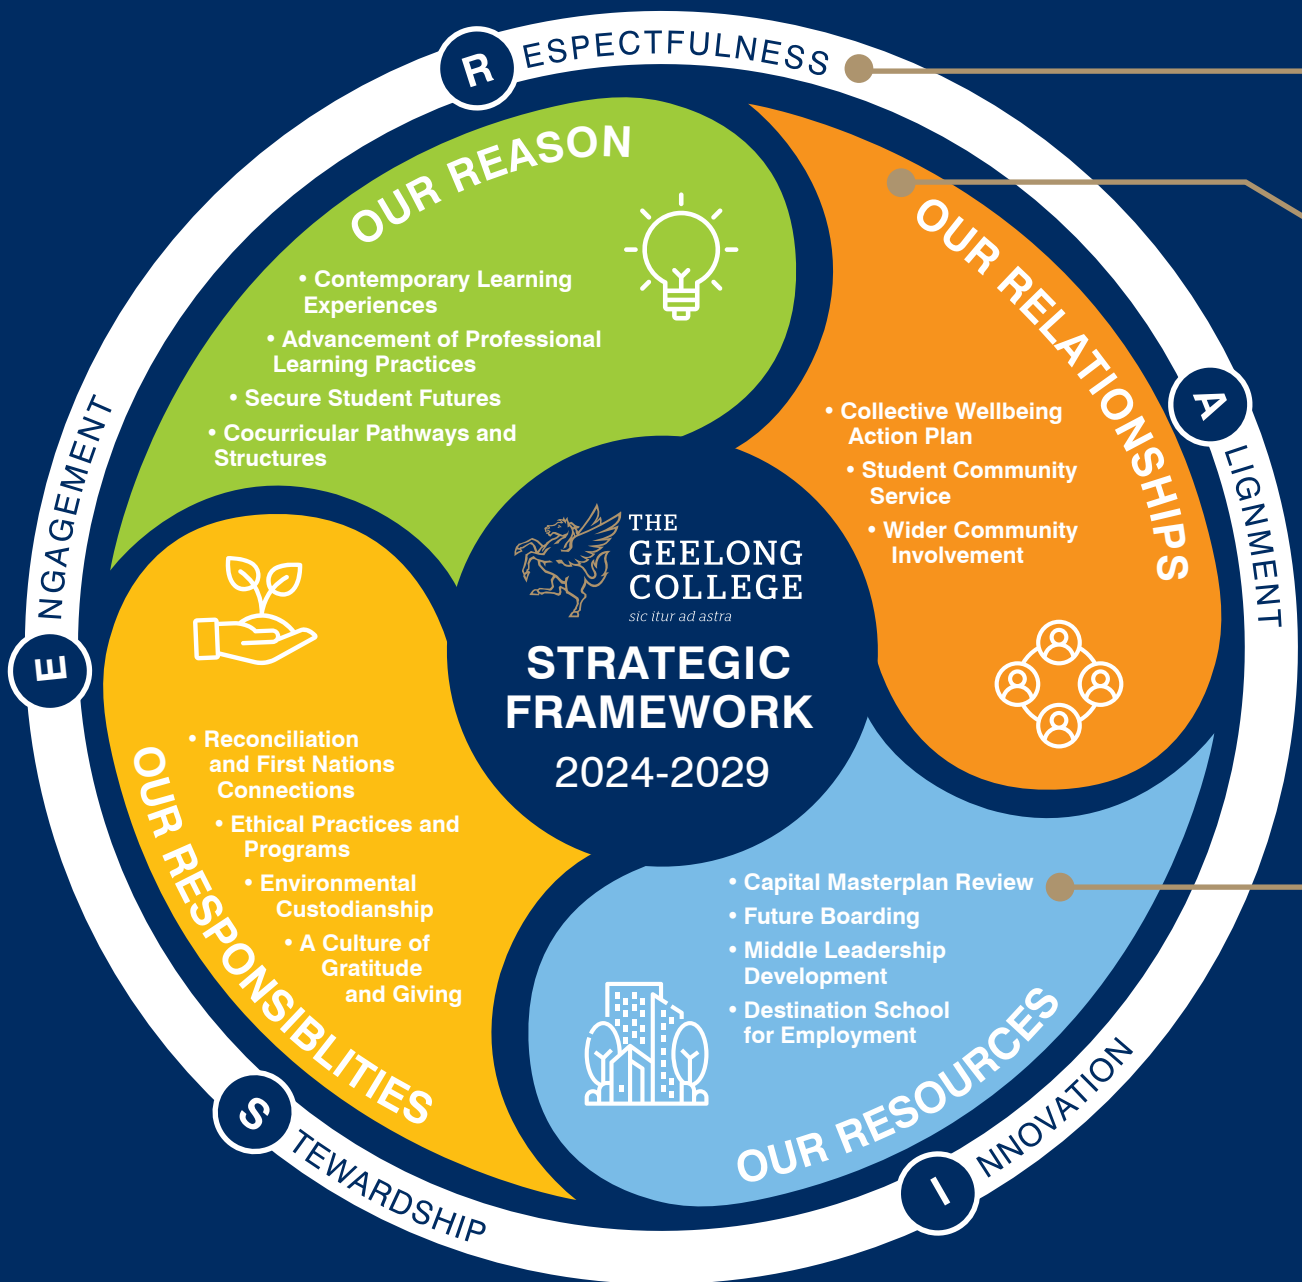 RESPECTFULNESS
ALIGNMENT
INNOVATION
STEWARDSHIP
ENGAGEMENT
OUR REASON
• Contemporary Learning
Experiences
• Advancement of Professional
Learning Practices
• Secure Student Futures
• Cocurricular Pathways and
Structures
OUR RELATIONSHIPS
• Collective Wellbeing
Action Plan
• Student Community
Service
• Wider Community
Involvement
THE
GEELONG
COLLEGE
sic itur ad astra
STRATEGIC
FRAMEWORK
2024-2029
OUR RESPONSIBLITIES
• Reconciliation
and First Nations
Connections
• Ethical Practices and
Programs
• Environmental
Custodianship
• A Culture of
Gratitude
and Giving
• Capital Masterplan Review
• Future Boarding
• Middle Leadership
Development
• Destination School
for Employment
OUR RESOURCES